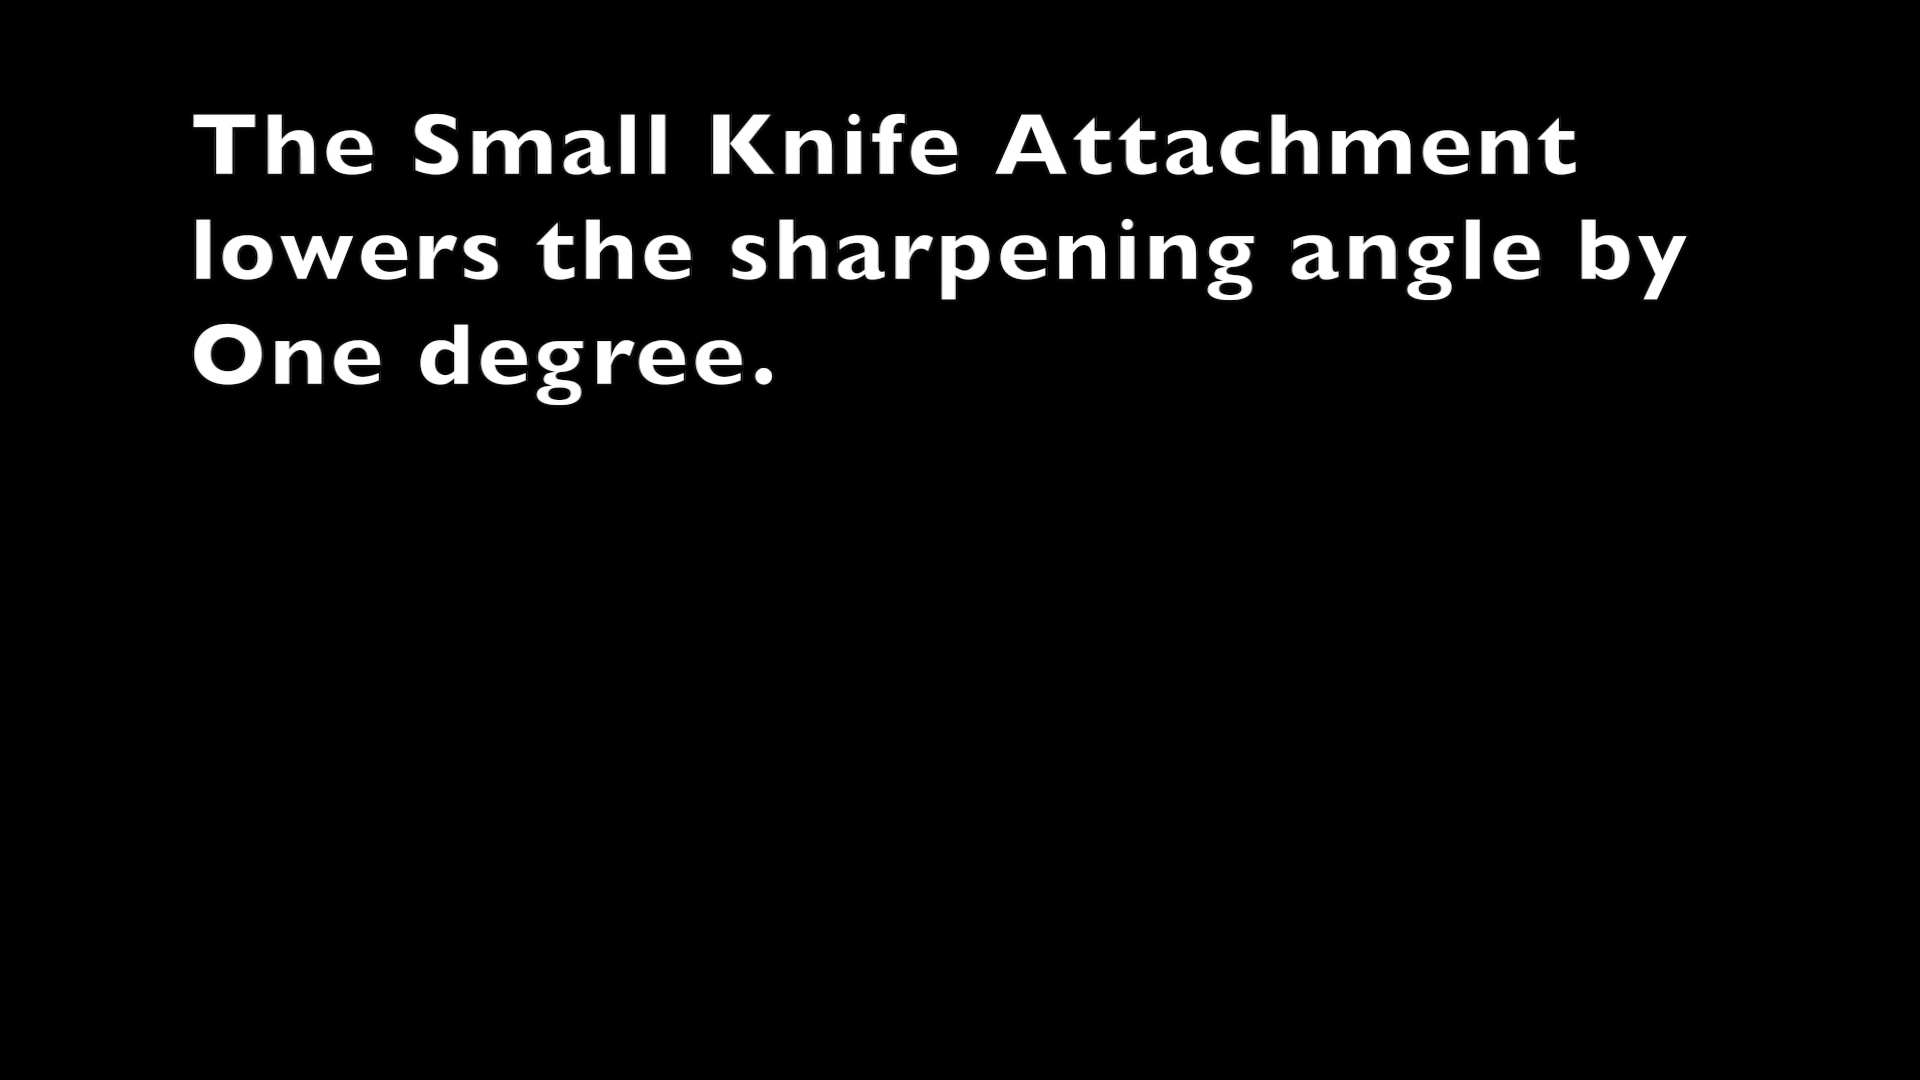 The Small Knife Attachment
lowers the sharpening angle by
One degree.